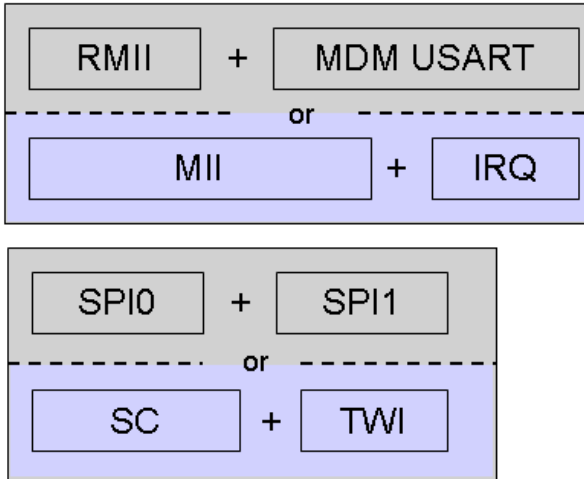 RMII + MDM USART
or
MII + IRQ
SPI0 + SPI1
or
SC + TWI